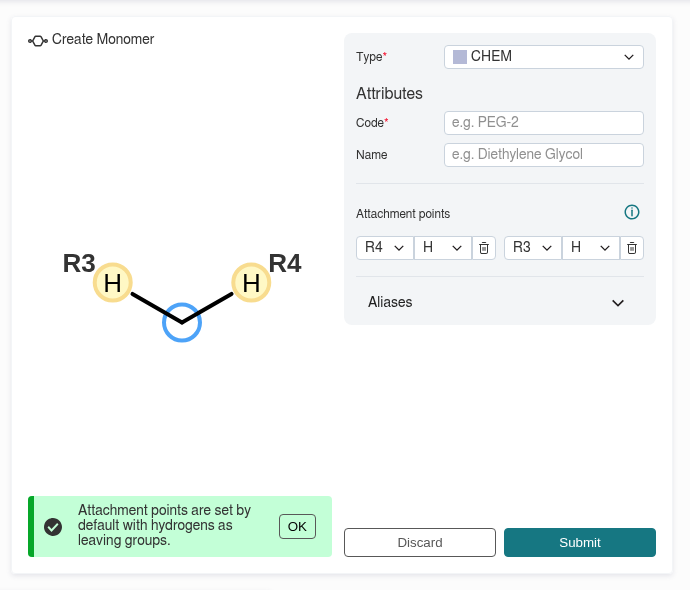 Create Monomer
Type*
CHEM
Attributes
Code*
e.g. PEG-2
Name
e.g. Diethylene Glycol
Attachment points
R4 H R3 H
Aliases
R3 H H R4
Attachment points are set by
default with hydrogens as
leaving groups.
OK
Discard
Submit